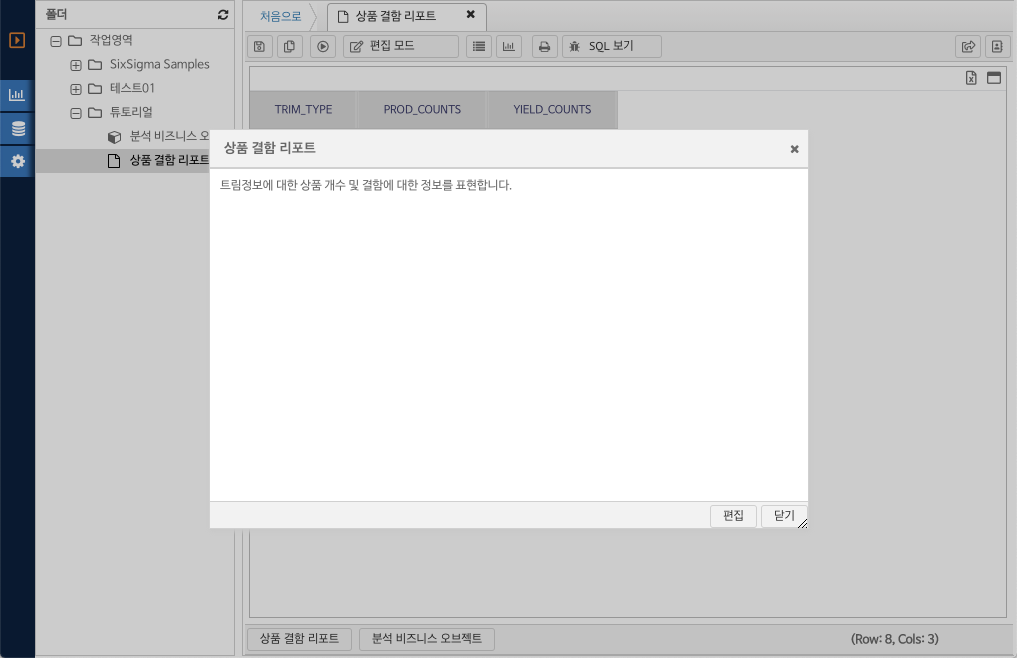 폴더
처음으로
상품 결함 리포트
작업영역
SixSigma Samples
테스트01
튜토리얼
분석 비즈니스 오
상품 결함 리포트
편집 모드
SQL 보기
TRIM_TYPE
PROD_COUNTS
YIELD_COUNTS
상품 결함 리포트
트림정보에 대한 상품 개수 및 결함에 대한 정보를 표현합니다.
편집
닫기
상품 결함 리포트
분석 비즈니스 오브젝트
(Row: 8, Cols: 3)